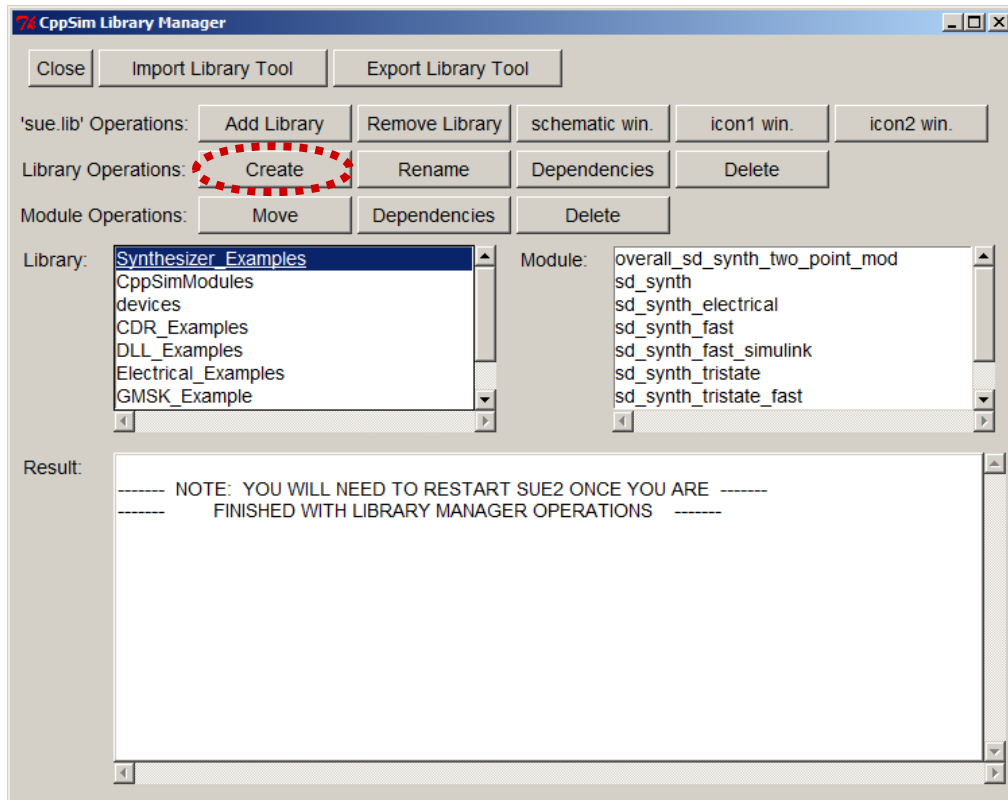 CppSim Library Manager
Close Import Library Tool Export Library Tool
'sue.lib' Operations: Add Library Remove Library schematic win. icon1 win. icon2 win.
Library Operations: Create Rename Dependencies Delete
Module Operations: Move Dependencies Delete
Library:
Synthesizer_Examples
CppSimModules
devices
CDR_Examples
DLL_Examples
Electrical_Examples
GMSK_Example
Module:
overall_sd_synth_two_point_mod
sd_synth
sd_synth_electrical
sd_synth_fast
sd_synth_fast_simulink
sd_synth_tristate
sd_synth_tristate_fast
Result:
------- NOTE: YOU WILL NEED TO RESTART SUE2 ONCE YOU ARE -------
------- FINISHED WITH LIBRARY MANAGER OPERATIONS -------